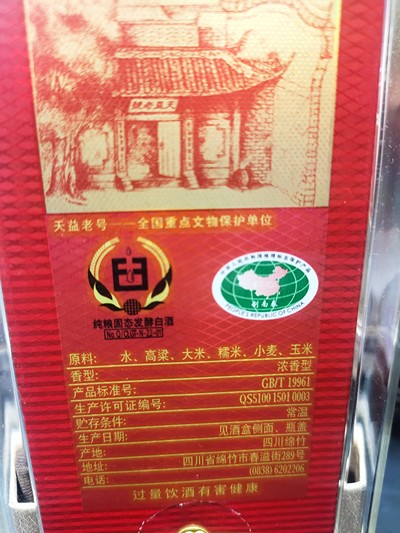 天益老号
天益老号——全国重点文物保护单位
纯粮固态发酵白酒
剑南春
PEOPLE'S REPUBLIC OF CHINA
原料: 水、高粱、大米、糯米、小麦、玉米
香型: 浓香型
产品标准号: GB/T 19961
生产许可证编号: QS5100 1501 0003
贮存条件: 常温
生产日期: 见酒盒侧面、瓶盖
产地: 四川绵竹
地址: 四川省绵竹市春溢街289号
电话: (0838) 6202206
过量饮酒有害健康